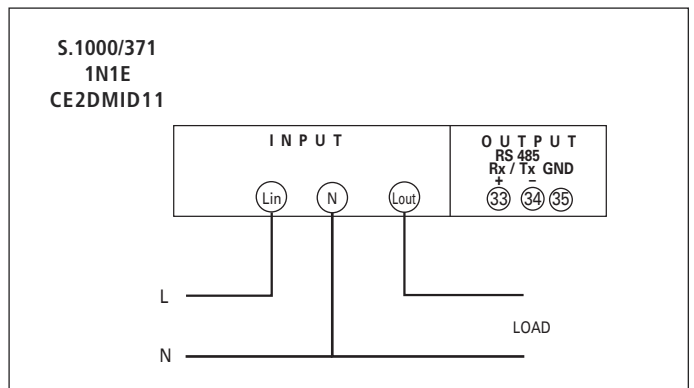 S.1000/371
1N1E
CE2DMID11
INPUT
OUTPUT
RS 485
Rx / Tx GND
+ –
Lin N Lout 33 34 35
L
LOAD
N